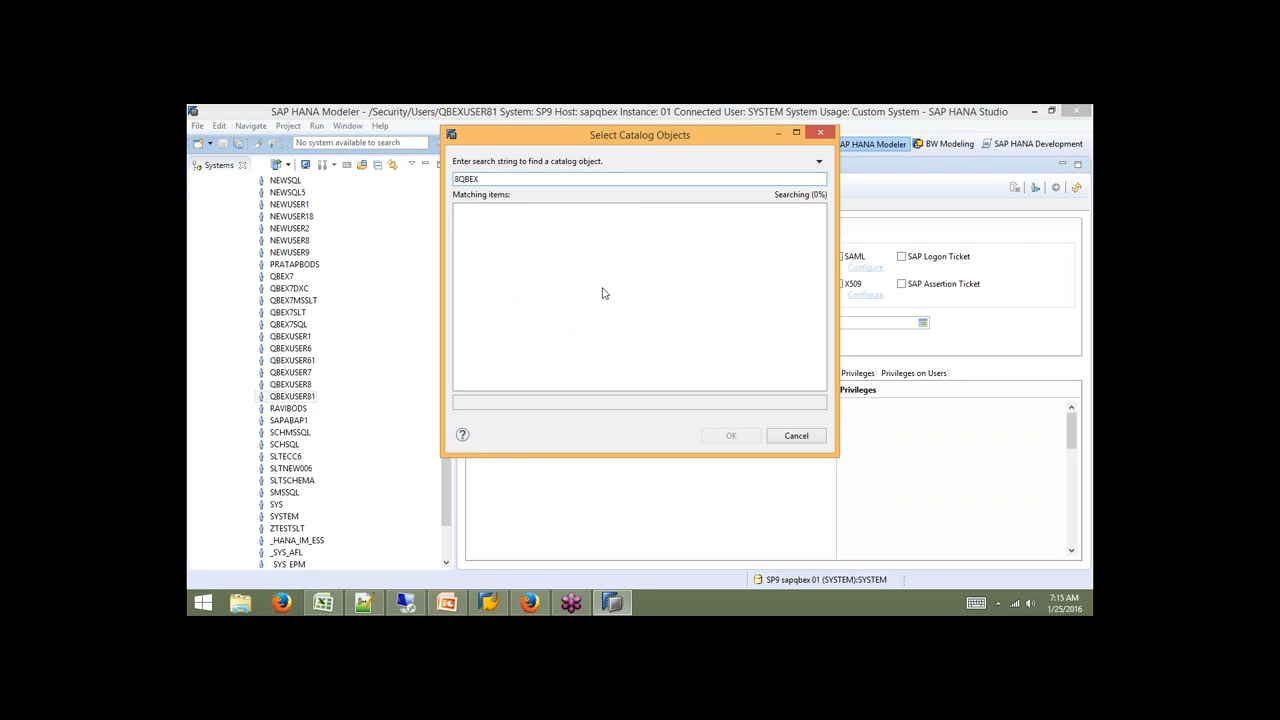 SAP HANA Modeler - /Security/Users/QBEXUSER81 System: SP9 Host: sapqbex Instance: 01 Connected User: SYSTEM System Usage: Custom System - SAP HANA Studio
File Edit Navigate Project Run Window Help
No system available to search
AP HANA Modeler BW Modeling SAP HANA Development
Systems
NEWSQL
NEWSQL5
NEWUSER1
NEWUSER18
NEWUSER2
NEWUSER8
NEWUSER9
PRATAPBODS
QBEX7
QBEX7DXC
QBEX7MSSLT
QBEX7SLT
QBEX7SQL
QBEXUSER1
QBEXUSER6
QBEXUSER61
QBEXUSER7
QBEXUSER8
QBEXUSER81
RAVIBODS
SAPABAP1
SCHMSSQL
SCHSQL
SLTECC6
SLTNEW006
SLTSCHEMA
SMSSQL
SYS
SYSTEM
ZTESTSLT
_HANA_IM_ESS
_SYS_AFL
_SYS_EPM
Select Catalog Objects
Enter search string to find a catalog object.
8QBEX
Matching items: Searching (0%)
OK Cancel
SAML SAP Logon Ticket
Configure
X509 SAP Assertion Ticket
Configure
Privileges Privileges on Users
Privileges
SP9 sapqbex 01 (SYSTEM):SYSTEM
7:15 AM
1/25/2016